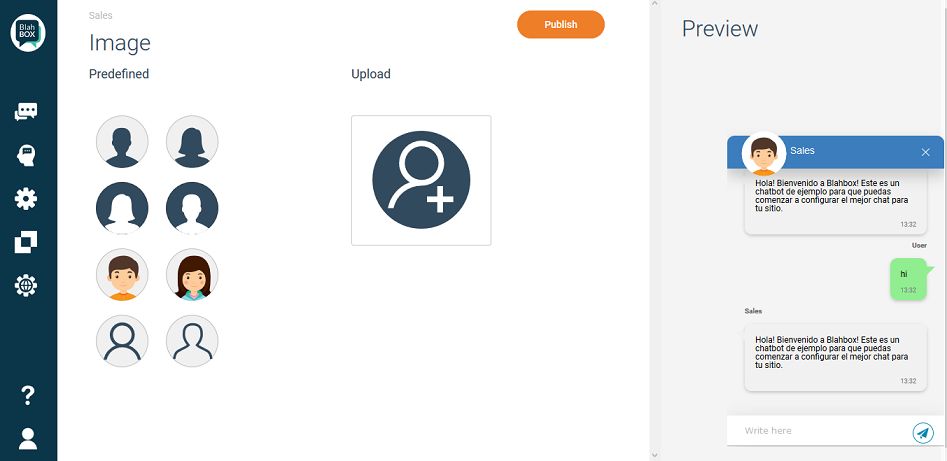 Blah
BOX
Sales
Image
Publish
Predefined
Upload
?
Preview
Sales
Hola! Bienvenido a Blahbox! Este es un
chatbot de ejemplo para que puedas
comenzar a configurar el mejor chat para
tu sitio.
13:32
User
hi
13:32
Sales
Hola! Bienvenido a Blahbox! Este es un
chatbot de ejemplo para que puedas
comenzar a configurar el mejor chat para
tu sitio.
13:32
Write here